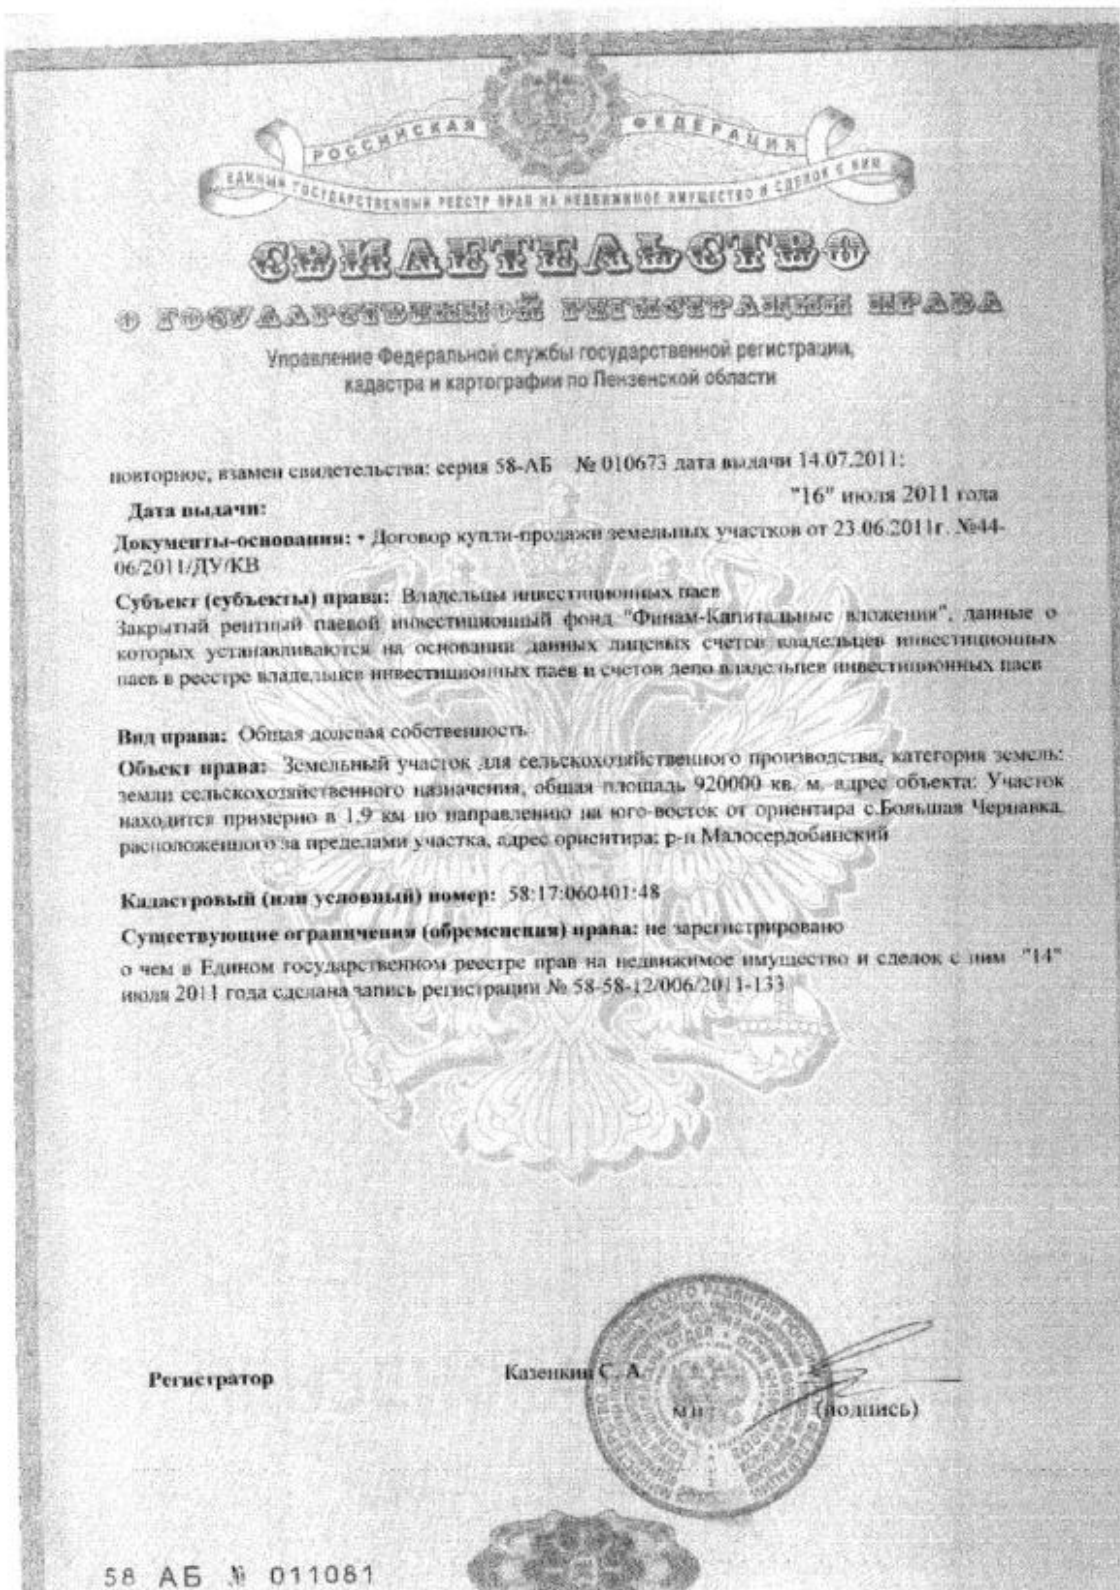 РОССИЙСКАЯ ФЕДЕРАЦИЯ
ЕДИНЫЙ ГОСУДАРСТВЕННЫЙ РЕЕСТР ПРАВ НА НЕДВИЖИМОЕ ИМУЩЕСТВО И СДЕЛОК С НИМ
СВИДЕТЕЛЬСТВО
О ГОСУДАРСТВЕННОЙ РЕГИСТРАЦИИ ПРАВА
Управление Федеральной службы государственной регистрации,
кадастра и картографии по Пензенской области
повторное, взамен свидетельства: серия 58-АБ № 010673 дата выдачи 14.07.2011;
Дата выдачи: "16" июля 2011 года
Документы-основания: • Договор купли-продажи земельных участков от 23.06.2011г. №44-
06/2011/ДУ/КВ
Субъект (субъекты) права: Владельцы инвестиционных паев
Закрытый рентный паевой инвестиционный фонд "Финам-Капитальные вложения", данные о
которых устанавливаются на основании данных лицевых счетов владельцев инвестиционных
паев в реестре владельцев инвестиционных паев и счетов депо владельцев инвестиционных паев
Вид права: Общая долевая собственность
Объект права: Земельный участок для сельскохозяйственного производства, категория земель:
земли сельскохозяйственного назначения, общая площадь 920000 кв. м, адрес объекта: Участок
находится примерно в 1,9 км по направлению на юго-восток от ориентира с.Большая Чернавка,
расположенного за пределами участка, адрес ориентира: р-н Малосердобинский
Кадастровый (или условный) номер: 58:17:060401:48
Существующие ограничения (обременения) права: не зарегистрировано
о чем в Едином государственном реестре прав на недвижимое имущество и сделок с ним "14"
июля 2011 года сделана запись регистрации № 58-58-12/006/2011-133
Регистратор Казенкин С. А.
м.п. (подпись)
58 АБ № 011081